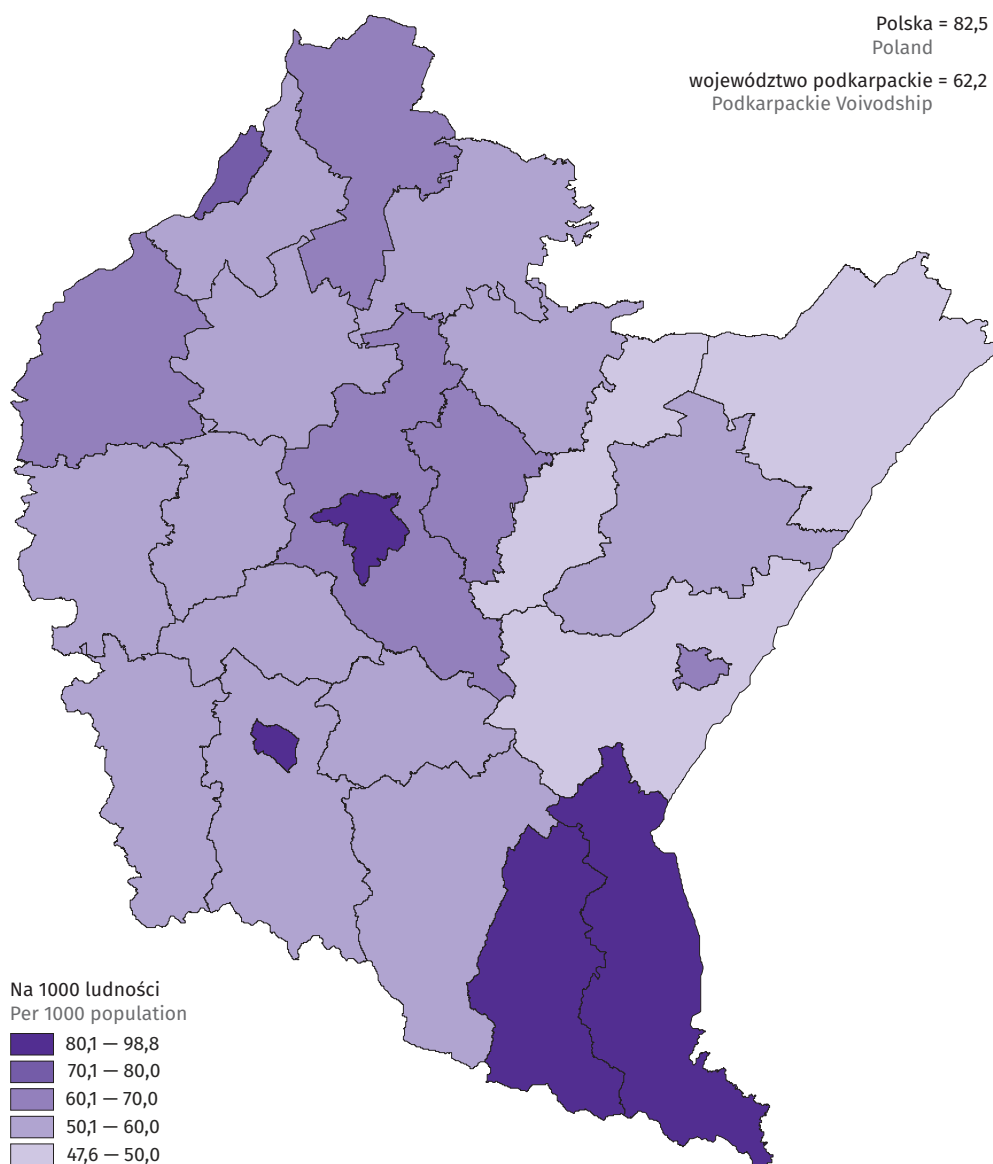 Polska = 82,5
Poland
województwo podkarpackie = 62,2
Podkarpackie Voivodship
Na 1000 ludności
Per 1000 population
80,1 — 98,8
70,1 — 80,0
60,1 — 70,0
50,1 — 60,0
47,6 — 50,0